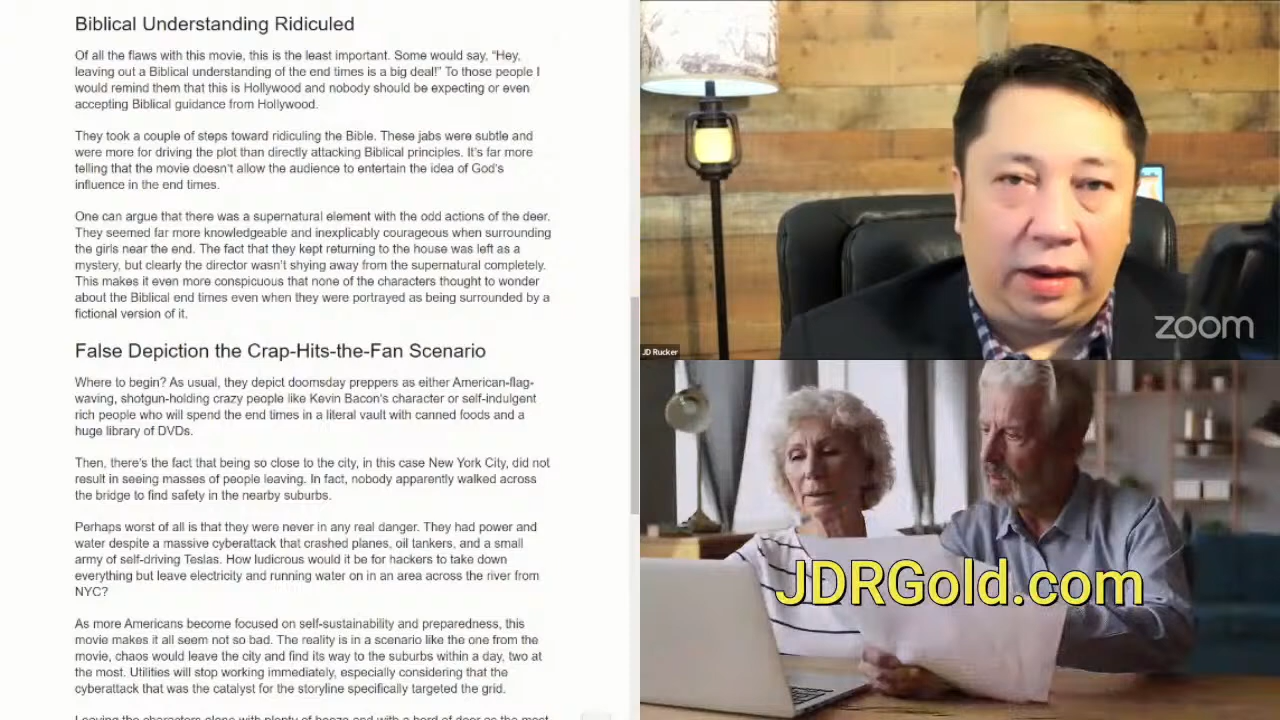 Biblical Understanding Ridiculed
Of all the flaws with this movie, this is the least important. Some would say, “Hey,
leaving out a Biblical understanding of the end times is a big deal!” To those people I
would remind them that this is Hollywood and nobody should be expecting or even
accepting Biblical guidance from Hollywood.
They took a couple of steps toward ridiculing the Bible. These jabs were subtle and
were more for driving the plot than directly attacking Biblical principles. It’s far more
telling that the movie doesn’t allow the audience to entertain the idea of God’s
influence in the end times.
One can argue that there was a supernatural element with the odd actions of the deer.
They seemed far more knowledgeable and inexplicably courageous when surrounding
the girls near the end. The fact that they kept returning to the house was left as a
mystery, but clearly the director wasn’t shying away from the supernatural completely.
This makes it even more conspicuous that none of the characters thought to wonder
about the Biblical end times even when they were portrayed as being surrounded by a
fictional version of it.
False Depiction the Crap-Hits-the-Fan Scenario
Where to begin? As usual, they depict doomsday preppers as either American-flag-
waving, shotgun-holding crazy people like Kevin Bacon’s character or self-indulgent
rich people who will spend the end times in a literal vault with canned foods and a
huge library of DVDs.
Then, there’s the fact that being so close to the city, in this case New York City, did not
result in seeing masses of people leaving. In fact, nobody apparently walked across
the bridge to find safety in the nearby suburbs.
Perhaps worst of all is that they were never in any real danger. They had power and
water despite a massive cyberattack that crashed planes, oil tankers, and a small
army of self-driving Teslas. How ludicrous would it be for hackers to take down
everything but leave electricity and running water on in an area across the river from
NYC?
As more Americans become focused on self-sustainability and preparedness, this
movie makes it all seem not so bad. The reality is in a scenario like the one from the
movie, chaos would leave the city and find its way to the suburbs within a day, two at
the most. Utilities will stop working immediately, especially considering that the
cyberattack that was the catalyst for the storyline specifically targeted the grid.
Leaving the characters alone with plenty of booze and with a herd of deer as the most
zoom
JD Rucker
JDRGold.com